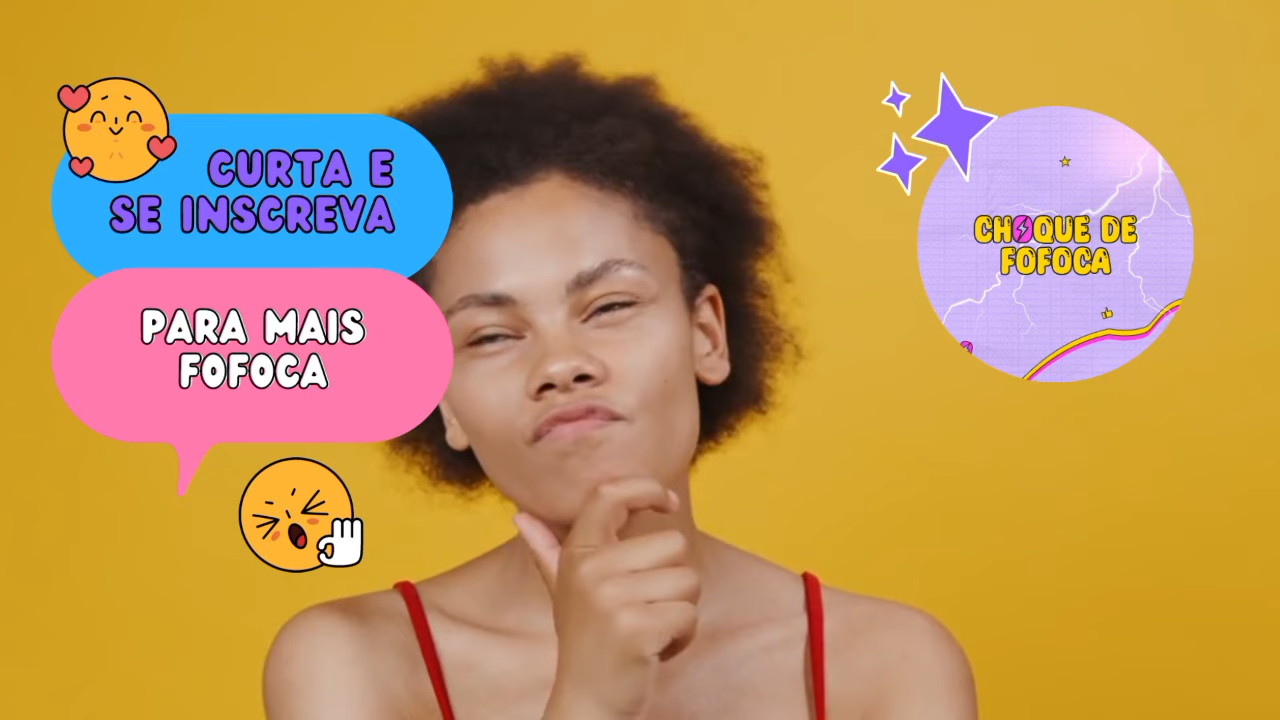 CURTA E
SE INSCREVA
PARA MAIS
FOFOCA
CHOQUE DE
FOFOCA